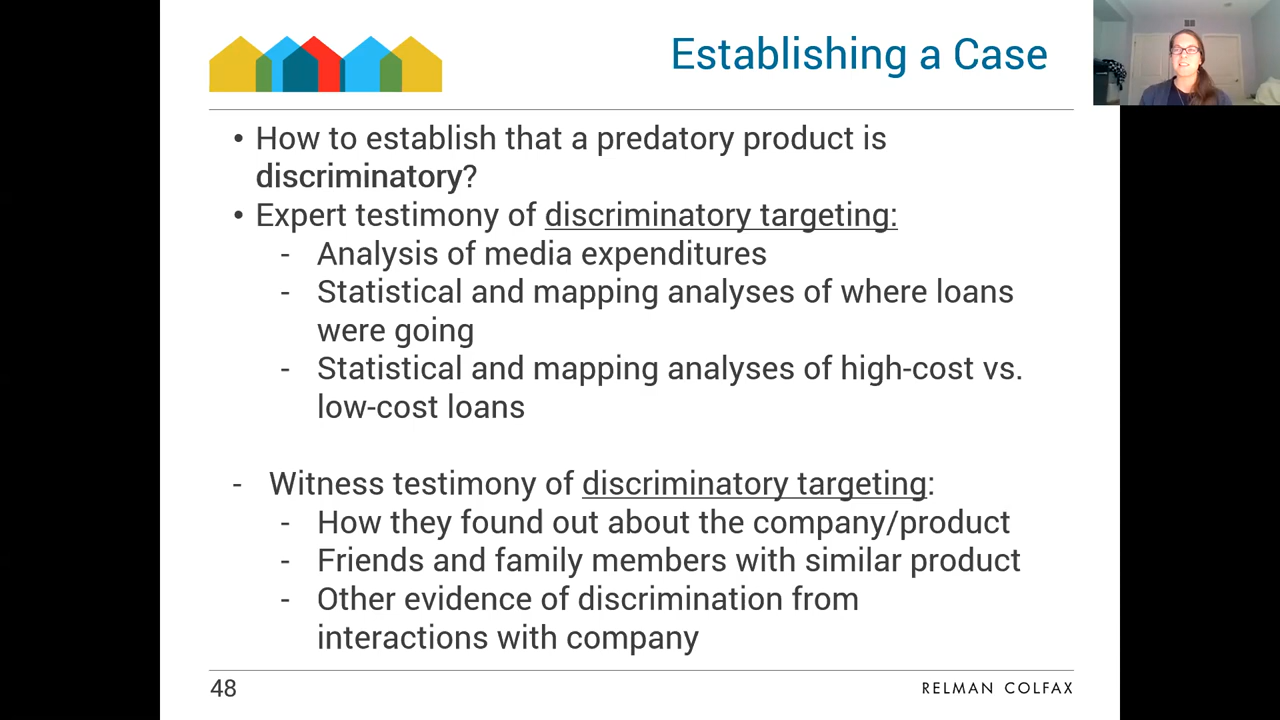 Establishing a Case
• How to establish that a predatory product is
discriminatory?
• Expert testimony of discriminatory targeting:
- Analysis of media expenditures
- Statistical and mapping analyses of where loans
were going
- Statistical and mapping analyses of high-cost vs.
low-cost loans
- Witness testimony of discriminatory targeting:
- How they found out about the company/product
- Friends and family members with similar product
- Other evidence of discrimination from
interactions with company
48
RELMAN COLFAX